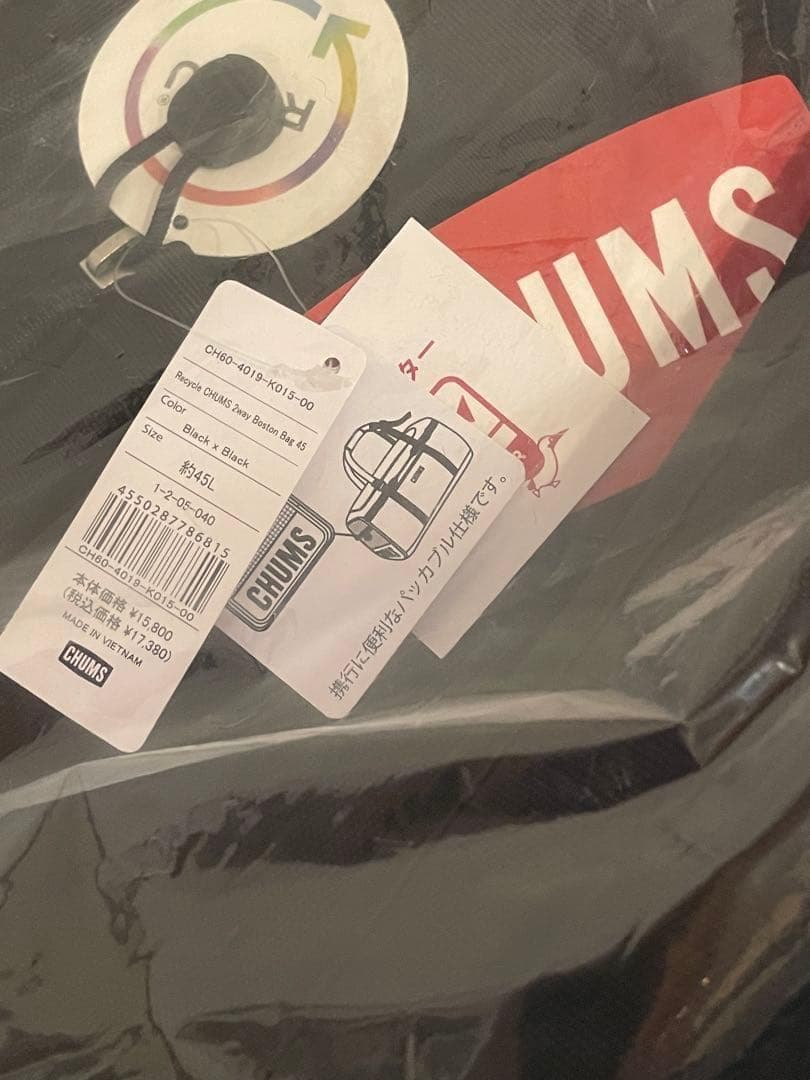 R
CHUMS
CH60-4019-K015-00
Recycle CHUMS 2way Boston Bag 45
Color
Black x Black
Size
約45L
1-2-05-040
4550287786815
CH60-4019-K015-00
本体価格 ¥15,800
(税込価格 ¥17,380)
MADE IN VIETNAM
CHUMS
CHUMS
携行に便利なパッカブル仕様です。
ター